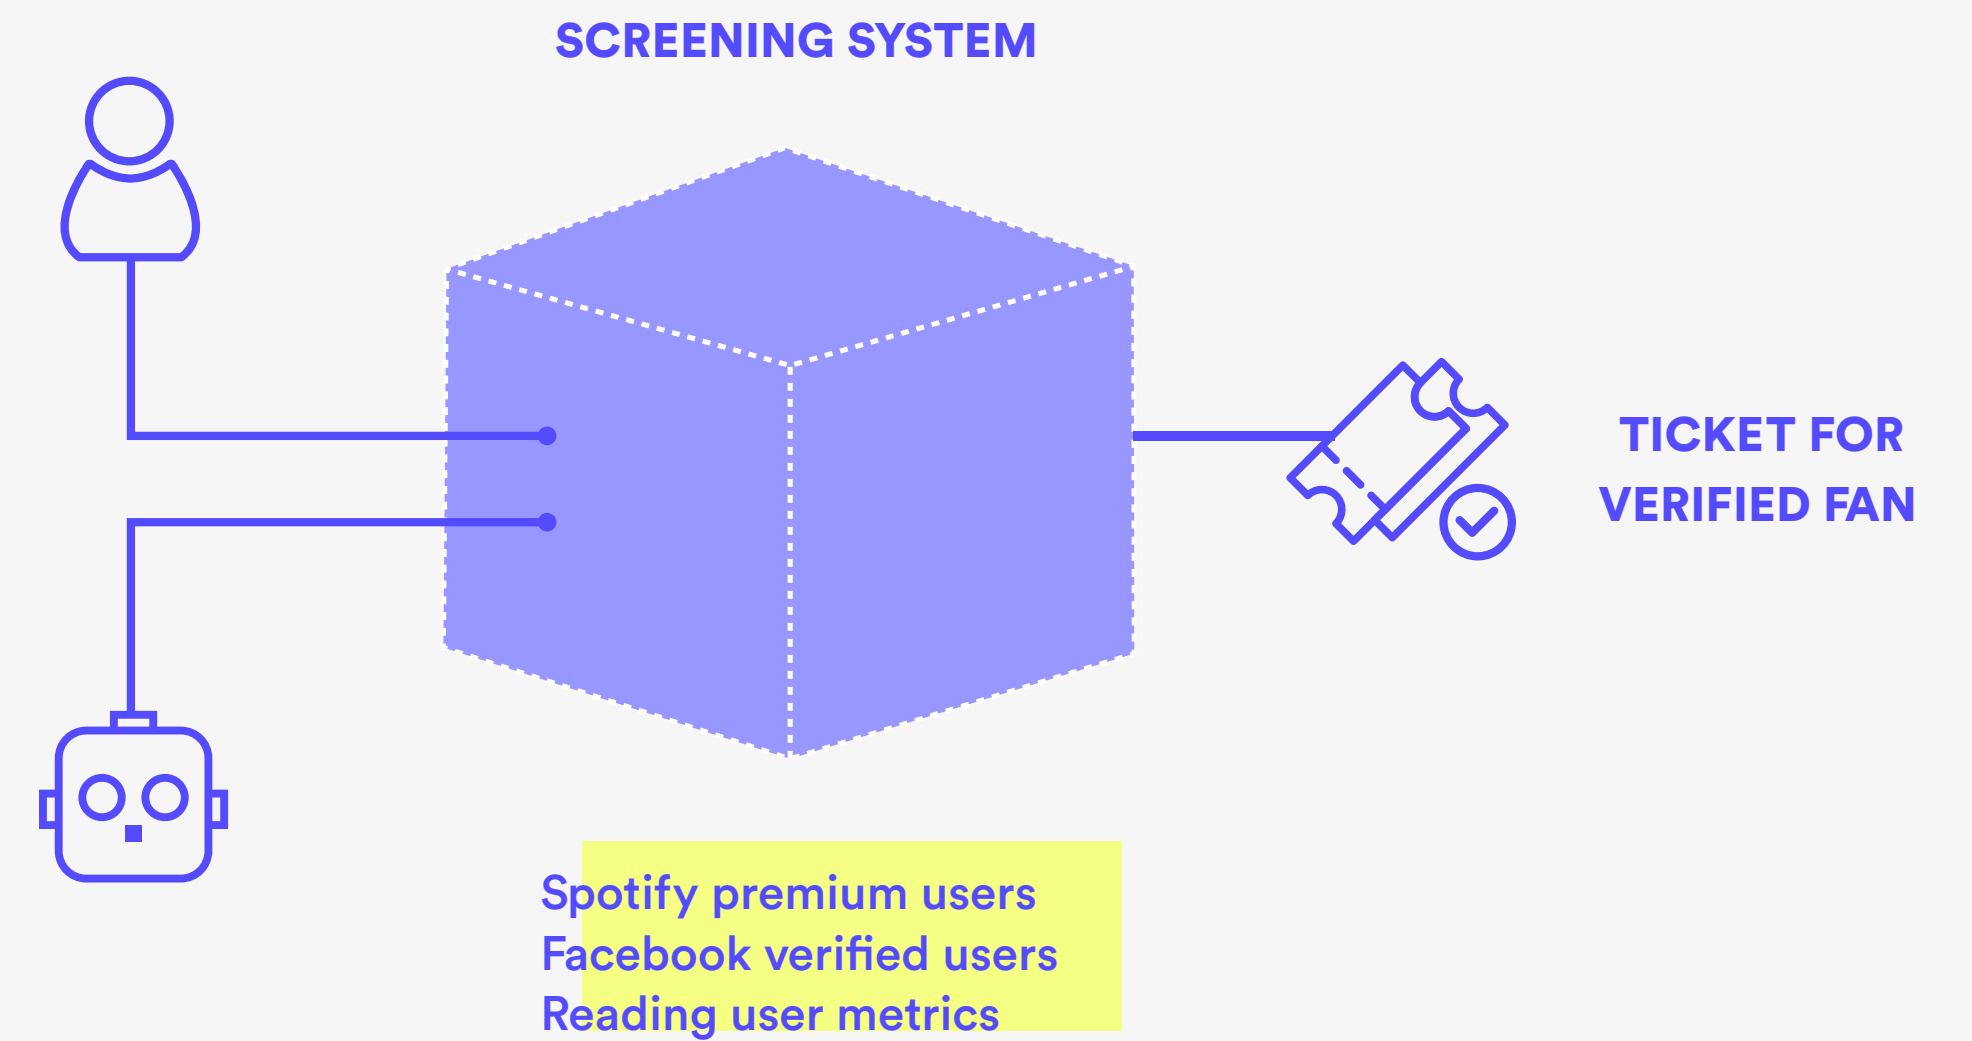 SCREENING SYSTEM
TICKET FOR
VERIFIED FAN
Spotify premium users
Facebook verified users
Reading user metrics